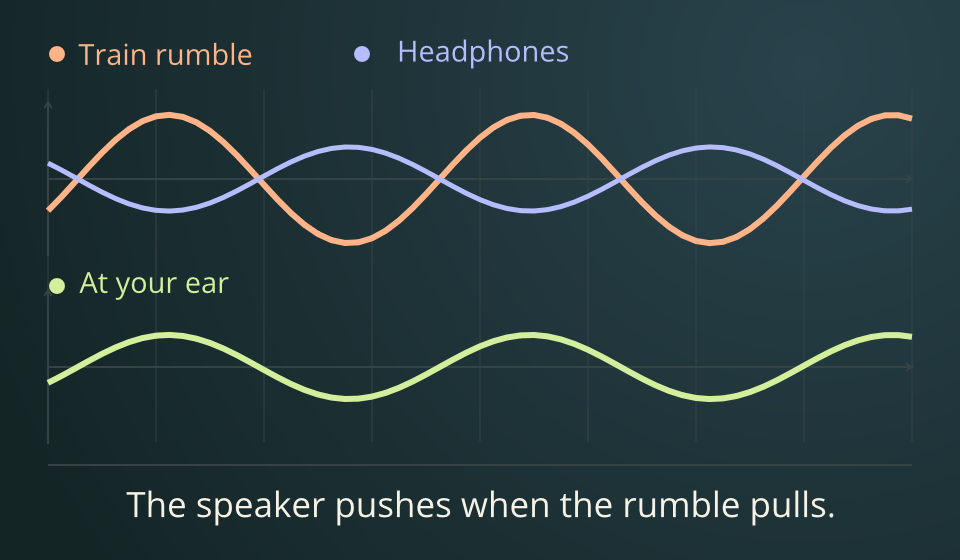 Train rumble
Headphones
At your ear
The speaker pushes when the rumble pulls.